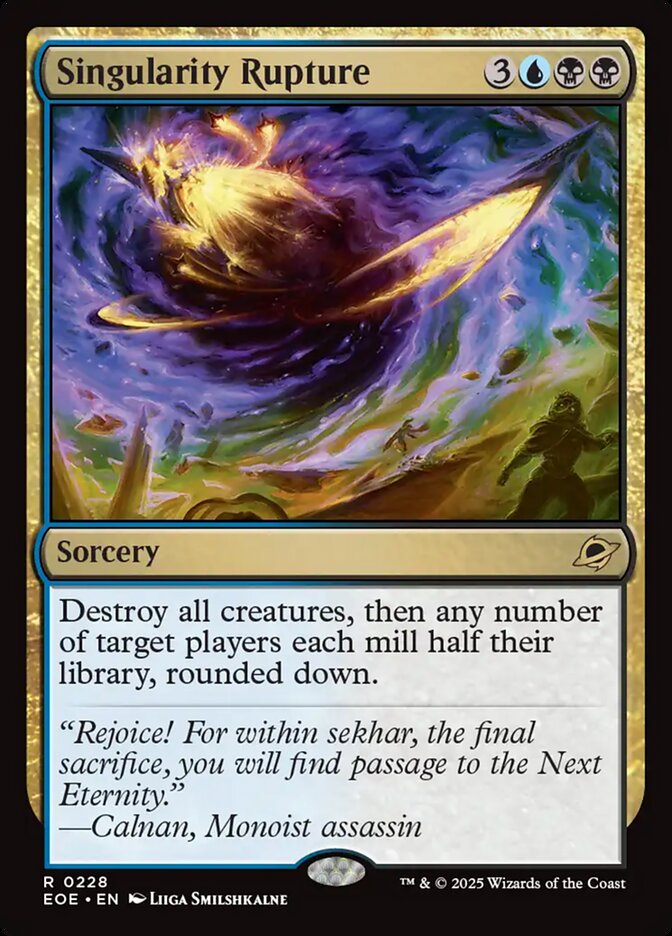 Singularity Rupture 3
Sorcery
Destroy all creatures, then any number
of target players each mill half their
library, rounded down.
“Rejoice! For within sekhar, the final
sacrifice, you will find passage to the Next
Eternity.”
—Calnan, Monoist assassin
R 0228
EOE • EN LIIGA SMILSHKALNE
™ & © 2025 Wizards of the Coast